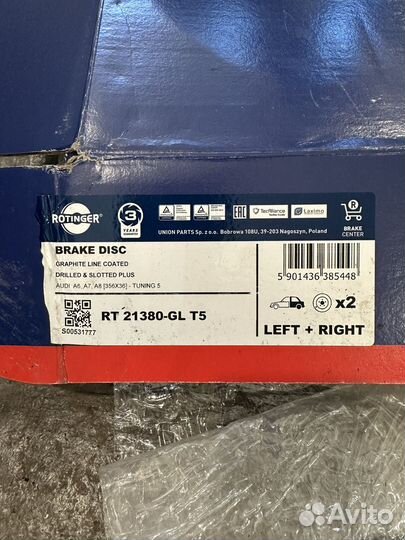 ROTINGER
3
YEARS
GUARANTEE
EAC
TecAlliance
Laximo
R
BRAKE
CENTER
UNION PARTS Sp. z o.o. Bobrowa 108U, 39-203 Nagoszyn, Poland
BRAKE DISC
GRAPHITE LINE COATED
DRILLED & SLOTTED PLUS
AUDI A6, A7, A8 [356X36] - TUNING 5
5 901436 385448
x2
RT 21380-GL T5
LEFT + RIGHT
S00531777
Avito